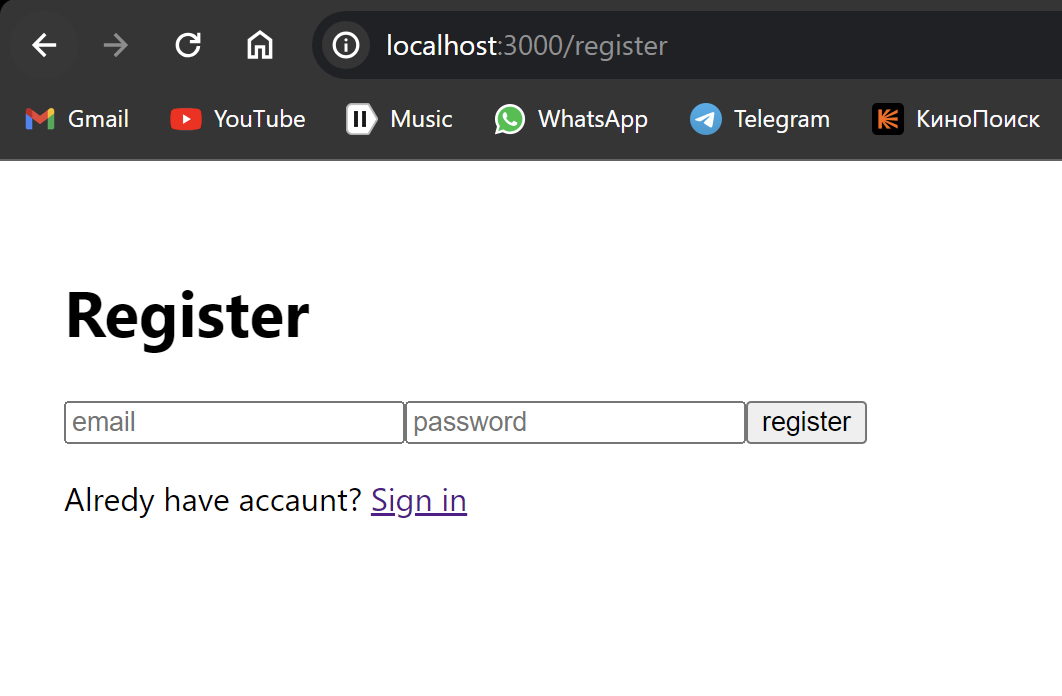 localhost:3000/register
Gmail YouTube Music WhatsApp Telegram КиноПоиск
Register
email password register
Alredy have accaunt? Sign in